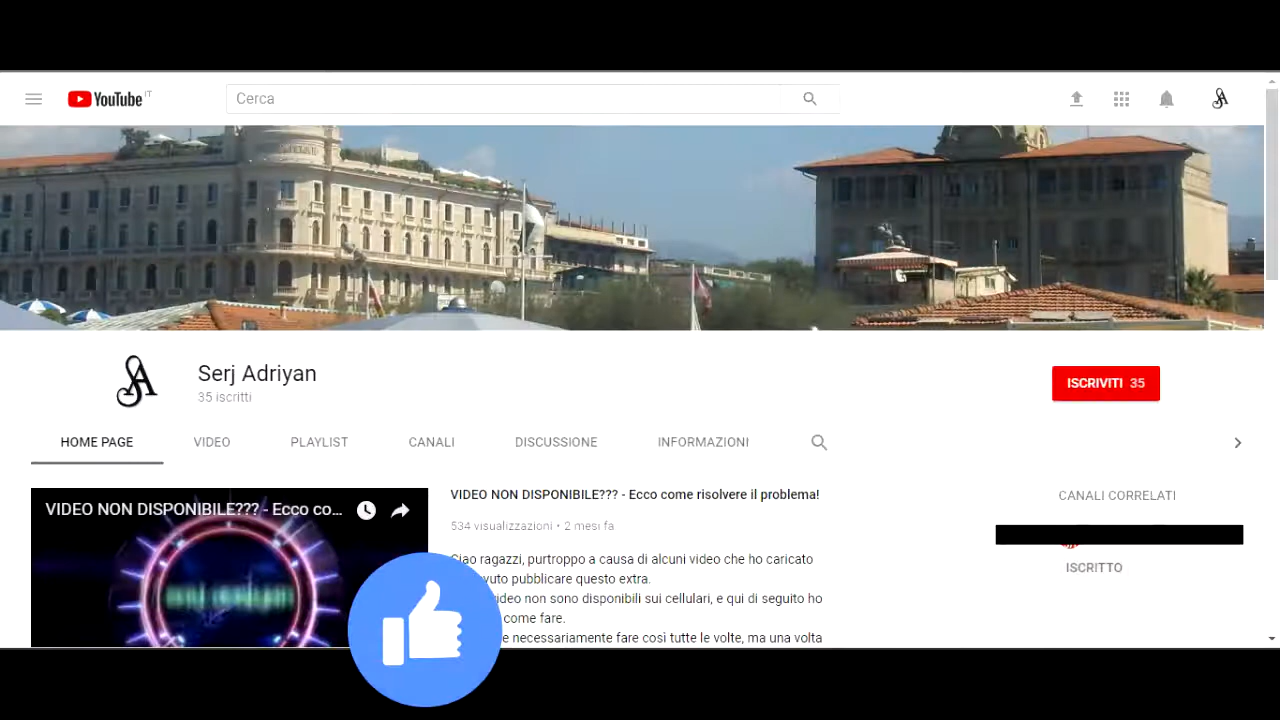 YouTube IT
Cerca
Serj Adriyan
35 iscritti
ISCRIVITI 35
HOME PAGE
VIDEO
PLAYLIST
CANALI
DISCUSSIONE
INFORMAZIONI
VIDEO NON DISPONIBILE??? - Ecco co...
VIDEO NON DISPONIBILE??? - Ecco come risolvere il problema!
534 visualizzazioni • 2 mesi fa
Ciao ragazzi, purtroppo a causa di alcuni video che ho caricato
vuto pubblicare questo extra.
ideo non sono disponibili sui cellulari, e qui di seguito ho
come fare.
e necessariamente fare così tutte le volte, ma una volta
CANALI CORRELATI
ISCRITTO